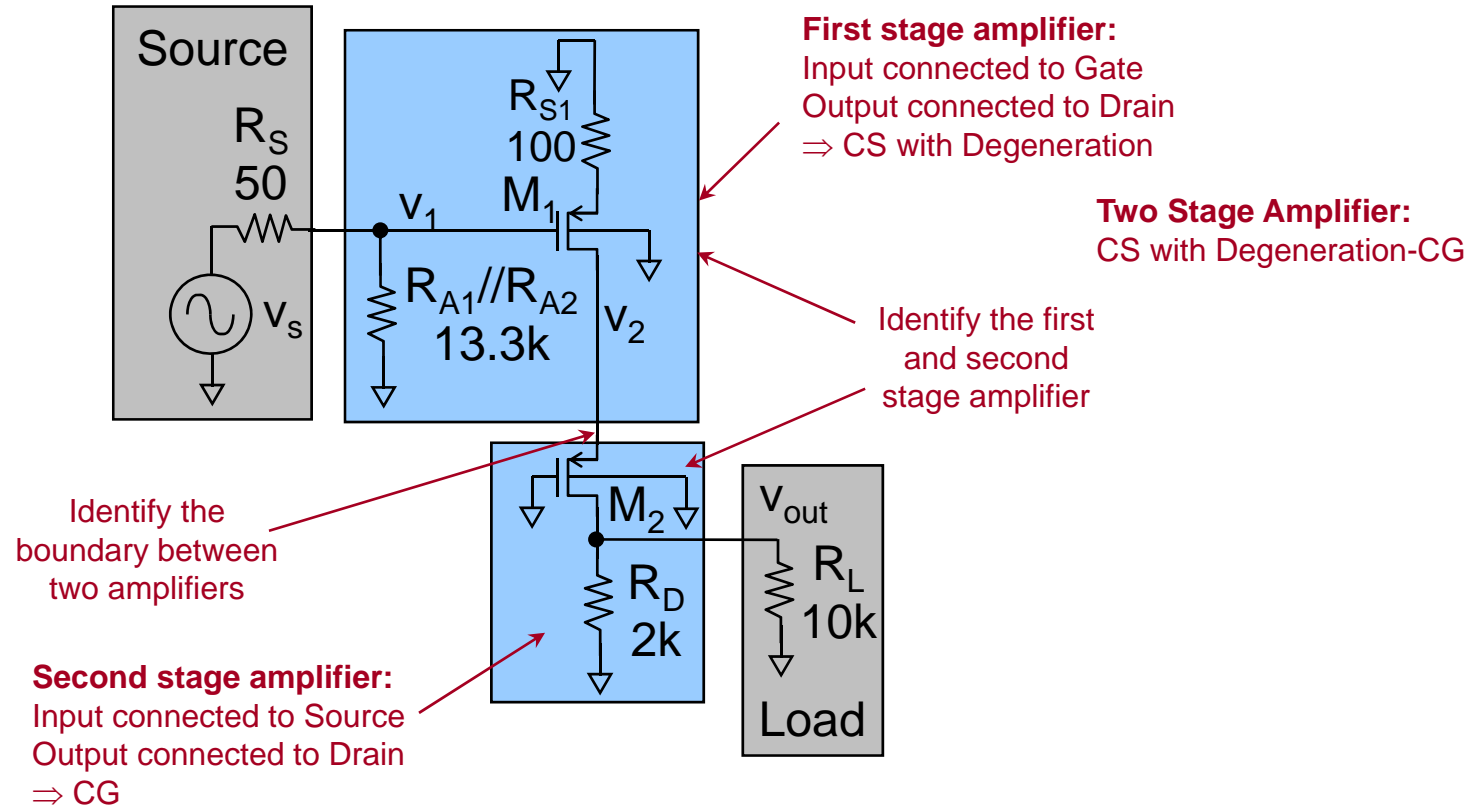 Source
R_S
50
v_s
R_S1
100
M_1
v_1
R_A1//R_A2
13.3k
v_2
First stage amplifier:
Input connected to Gate
Output connected to Drain
⇒ CS with Degeneration
Two Stage Amplifier:
CS with Degeneration-CG
Identify the first
and second
stage amplifier
Identify the
boundary between
two amplifiers
M_2
R_D
2k
v_out
R_L
10k
Load
Second stage amplifier:
Input connected to Source
Output connected to Drain
⇒ CG